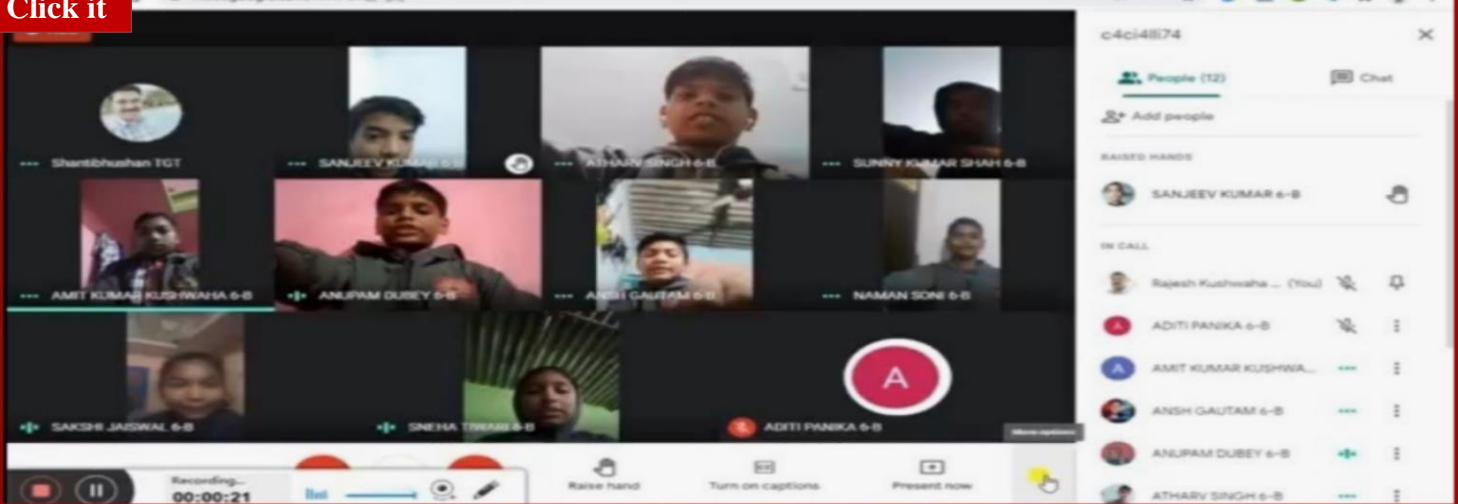 Click it
c4ci4lli74
People (12)
Chat
Add people
RAISED HANDS
SANJEEV KUMAR 6-B
IN CALL
Rajesh Kushwaha ... (You)
ADITI PANIKA 6-B
AMIT KUMAR KUSHWA...
ANSH GAUTAM 6-B
ANUPAM DUBEY 6-B
ATHARV SINGH 6-B
Shantibhushan TGT
SANJEEV KUMAR 6-B
ATHARV SINGH 6-B
SUNNY KUMAR SHAH 6-B
AMIT KUMAR KUSHWAHA 6-B
ANUPAM DUBEY 6-B
ANSH GAUTAM 6-B
NAMAN SONI 6-B
SAKSHI JAISWAL 6-B
SNEHA TIWARI 6-B
A
ADITI PANIKA 6-B
More options
Recording...
00:00:21
Raise hand
Turn on captions
Present now